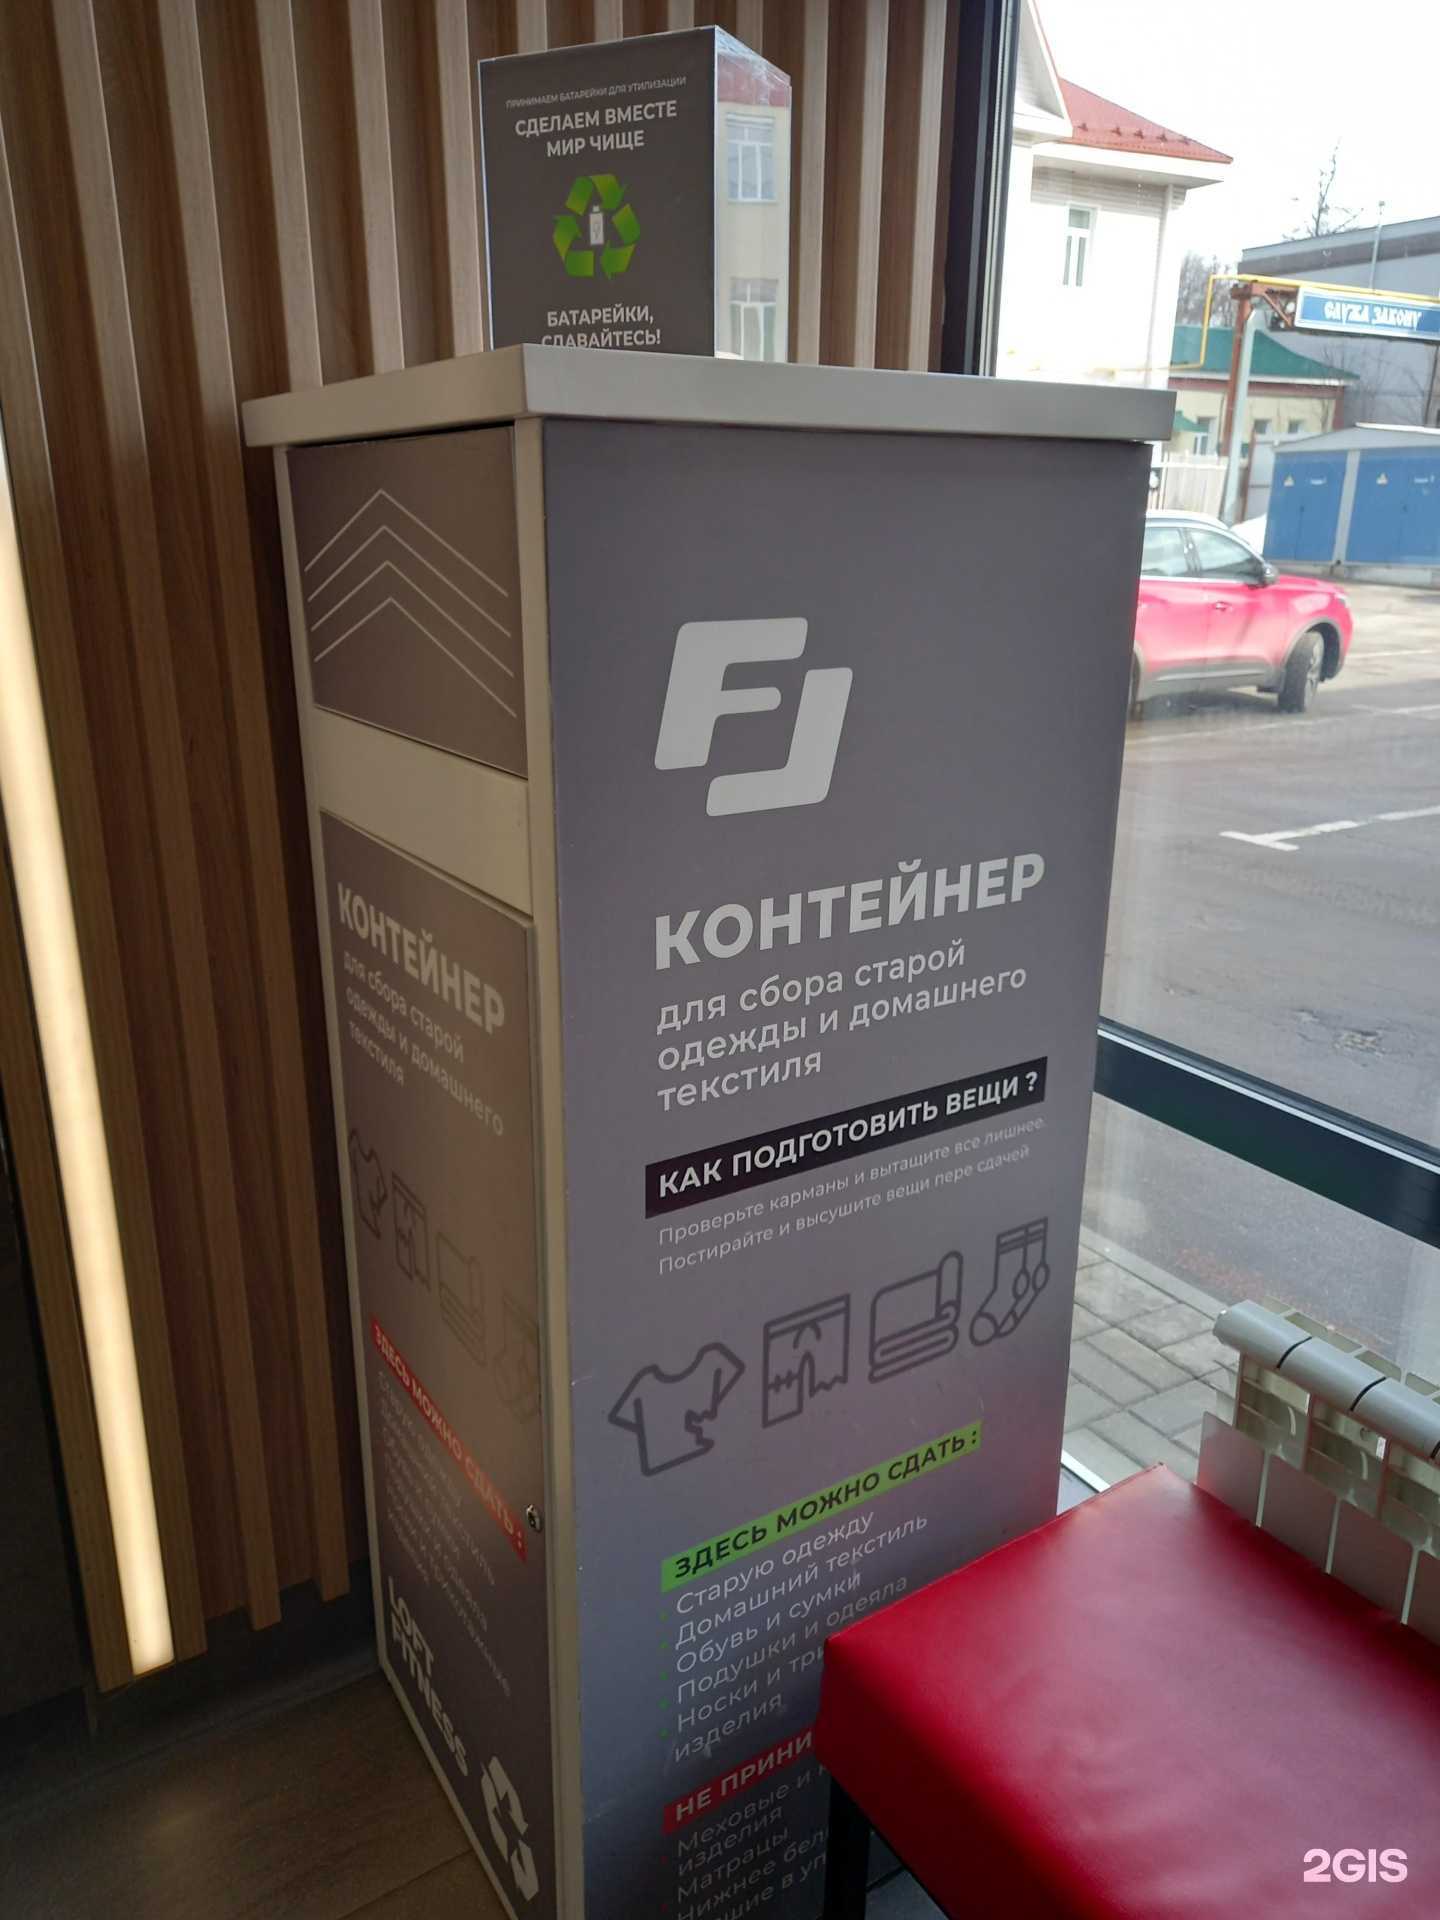 ПРИНИМАЕМ БАТАРЕЙКИ ДЛЯ УТИЛИЗАЦИИ
СДЕЛАЕМ ВМЕСТЕ
МИР ЧИЩЕ
БАТАРЕЙКИ,
СДАВАЙТЕСЬ!
СЛУЖА ЗАКОНУ
КОНТЕЙНЕР
для сбора старой
одежды и домашнего
текстиля
КАК ПОДГОТОВИТЬ ВЕЩИ ?
Проверьте карманы и вытащите все лишнее
Постирайте и высушите вещи пере сдачей
ЗДЕСЬ МОЖНО СДАТЬ :
Старую одежду
Домашний текстиль
Обувь и сумки
Подушки и одеяла
Носки и три
изделия
НЕ ПРИНИ
Меховые и
изделия
Матрацы
Нижнее бел
в уп
КОНТЕЙНЕР
для сбора старой
одежды и домашнего
текстиля
ЗДЕСЬ МОЖНО СДАТЬ :
LOFT
FITNESS
2GIS